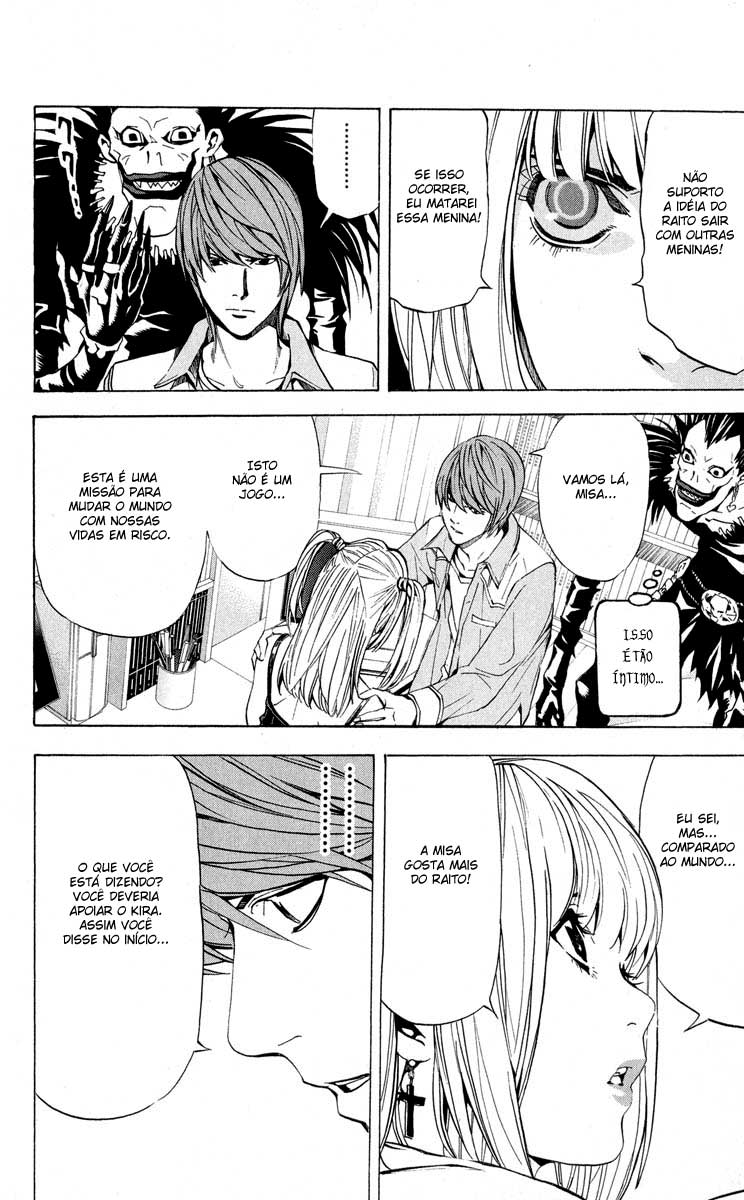 NÃO
SUPORTO
A IDÉIA DO
RAITO SAIR
COM OUTRAS
MENINAS!
SE ISSO
OCORRER,
EU MATAREI
ESSA MENINA!
.........
VAMOS LÁ,
MISA...
ISSO
É TÃO
ÍNTIMO...
ISTO
NÃO É UM
JOGO...
ESTA É UMA
MISSÃO PARA
MUDAR O MUNDO
COM NOSSAS
VIDAS EM RISCO.
EU SEI,
MAS...
COMPARADO
AO MUNDO...
A MISA
GOSTA MAIS
DO RAITO!
O QUE VOCÊ
ESTÁ DIZENDO?
VOCÊ DEVERIA
APOIAR O KIRA.
ASSIM VOCÊ
DISSE NO INÍCIO...